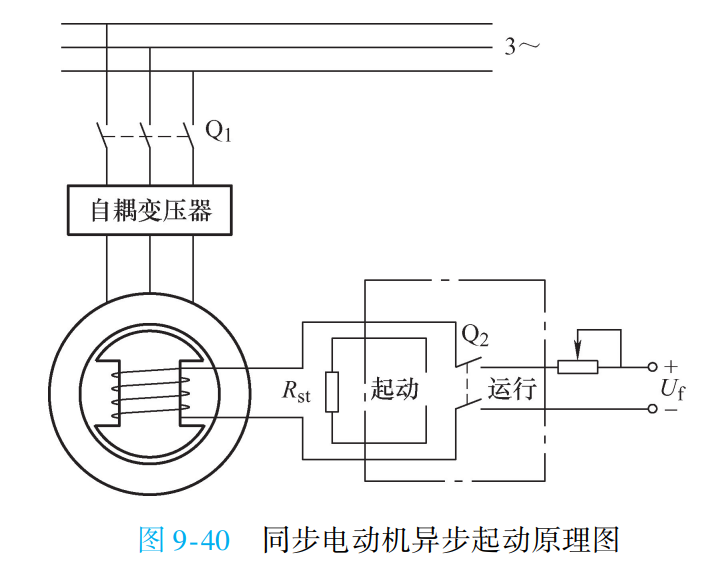 3～
Q1
自耦变压器
Q2
Rst
起动
运行
+
Uf
−
图 9-40 同步电动机异步起动原理图